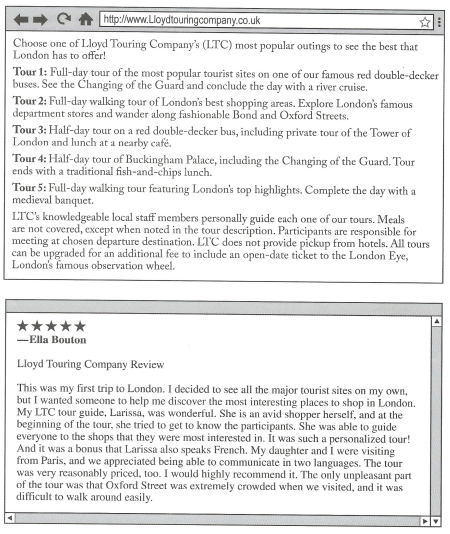 http://www.Lloydtouringcompany.co.uk
Choose one of Lloyd Touring Company's (LTC) most popular outings to see the best that
London has to offer!
Tour 1: Full-day tour of the most popular tourist sites on one of our famous red double-decker
buses. See the Changing of the Guard and conclude the day with a river cruise.
Tour 2: Full-day walking tour of London's best shopping areas. Explore London's famous
department stores and wander along fashionable Bond and Oxford Streets.
Tour 3: Half-day tour on a red double-decker bus, including private tour of the Tower of
London and lunch at a nearby café.
Tour 4: Half-day tour of Buckingham Palace, including the Changing of the Guard. Tour
ends with a traditional fish-and-chips lunch.
Tour 5: Full-day walking tour featuring London's top highlights. Complete the day with a
medieval banquet.
LTC's knowledgeable local staff members personally guide each one of our tours. Meals
are not covered, except when noted in the tour description. Participants are responsible for
meeting at chosen departure destination. LTC does not provide pickup from hotels. All tours
can be upgraded for an additional fee to include an open-date ticket to the London Eye,
London's famous observation wheel.
★★★★★
—Ella Bouton
Lloyd Touring Company Review
This was my first trip to London. I decided to see all the major tourist sites on my own,
but I wanted someone to help me discover the most interesting places to shop in London.
My LTC tour guide, Larissa, was wonderful. She is an avid shopper herself, and at the
beginning of the tour, she tried to get to know the participants. She was able to guide
everyone to the shops that they were most interested in. It was such a personalized tour!
And it was a bonus that Larissa also speaks French. My daughter and I were visiting
from Paris, and we appreciated being able to communicate in two languages. The tour
was very reasonably priced, too. I would highly recommend it. The only unpleasant part
of the tour was that Oxford Street was extremely crowded when we visited, and it was
difficult to walk around easily.